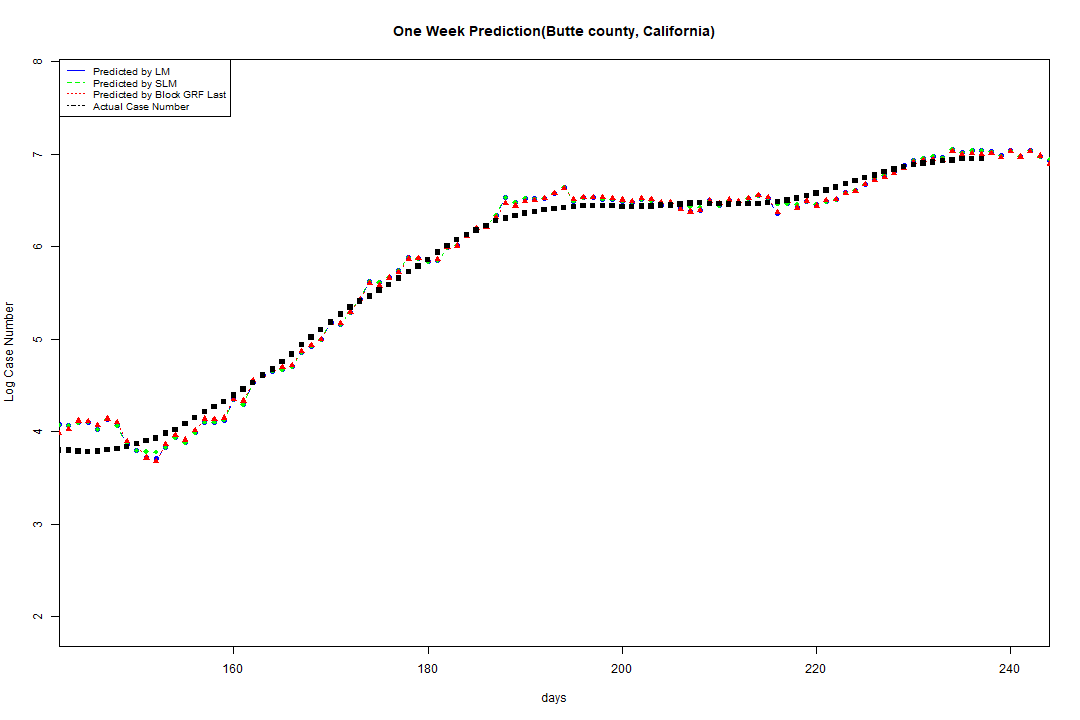 One Week Prediction(Butte county, California)
Predicted by LM
Predicted by SLM
Predicted by Block GRF Last
Actual Case Number
8
7
6
5
4
3
2
Log Case Number
160 180 200 220 240
days